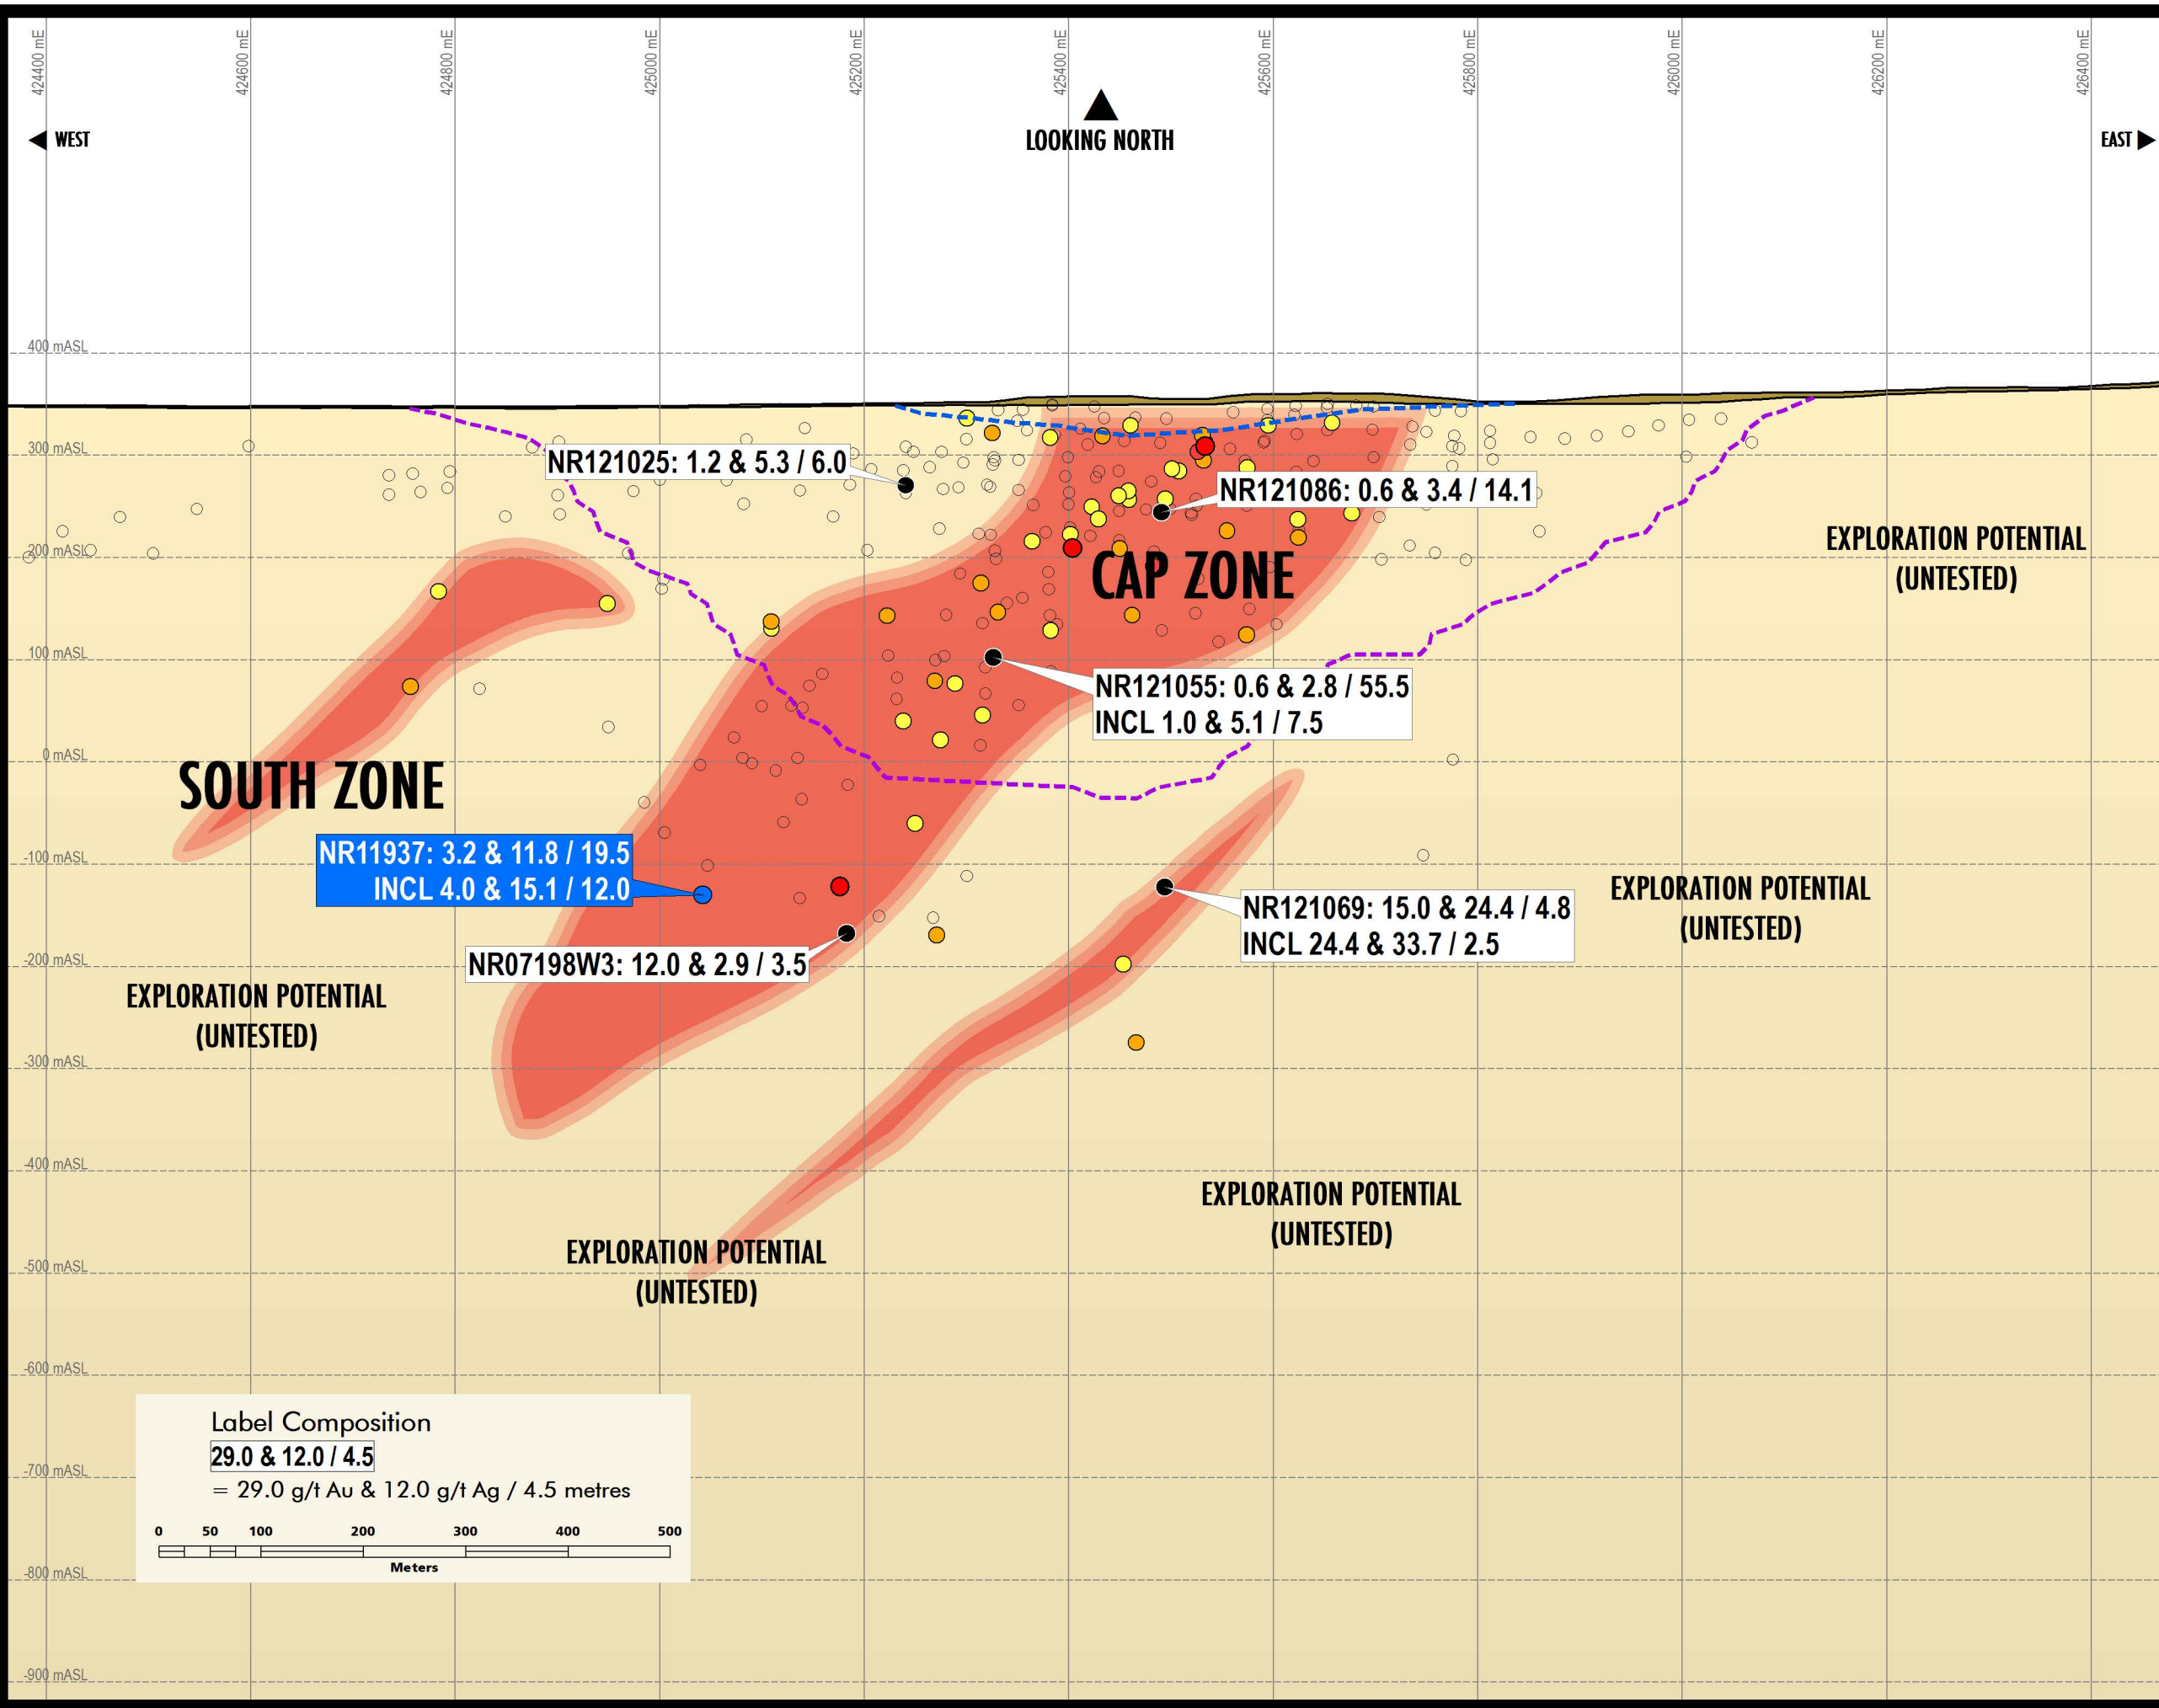 424400 mE
424600 mE
424800 mE
425000 mE
425200 mE
425400 mE
425600 mE
425800 mE
426000 mE
426200 mE
426400 mE
WEST
LOOKING NORTH
EAST
400 mASL
300 mASL
NR121025: 1.2 & 5.3 / 6.0
NR121086: 0.6 & 3.4 / 14.1
200 mASL
EXPLORATION POTENTIAL
(UNTESTED)
CAP ZONE
100 mASL
NR121055: 0.6 & 2.8 / 55.5
INCL 1.0 & 5.1 / 7.5
0 mASL
SOUTH ZONE
-100 mASL
NR11937: 3.2 & 11.8 / 19.5
INCL 4.0 & 15.1 / 12.0
EXPLORATION POTENTIAL
(UNTESTED)
NR121069: 15.0 & 24.4 / 4.8
INCL 24.4 & 33.7 / 2.5
NR07198W3: 12.0 & 2.9 / 3.5
-200 mASL
EXPLORATION POTENTIAL
(UNTESTED)
-300 mASL
-400 mASL
EXPLORATION POTENTIAL
(UNTESTED)
EXPLORATION POTENTIAL
(UNTESTED)
-500 mASL
-600 mASL
Label Composition
29.0 & 12.0 / 4.5
= 29.0 g/t Au & 12.0 g/t Ag / 4.5 metres
-700 mASL
0 50 100 200 300 400 500
Meters
-800 mASL
-900 mASL